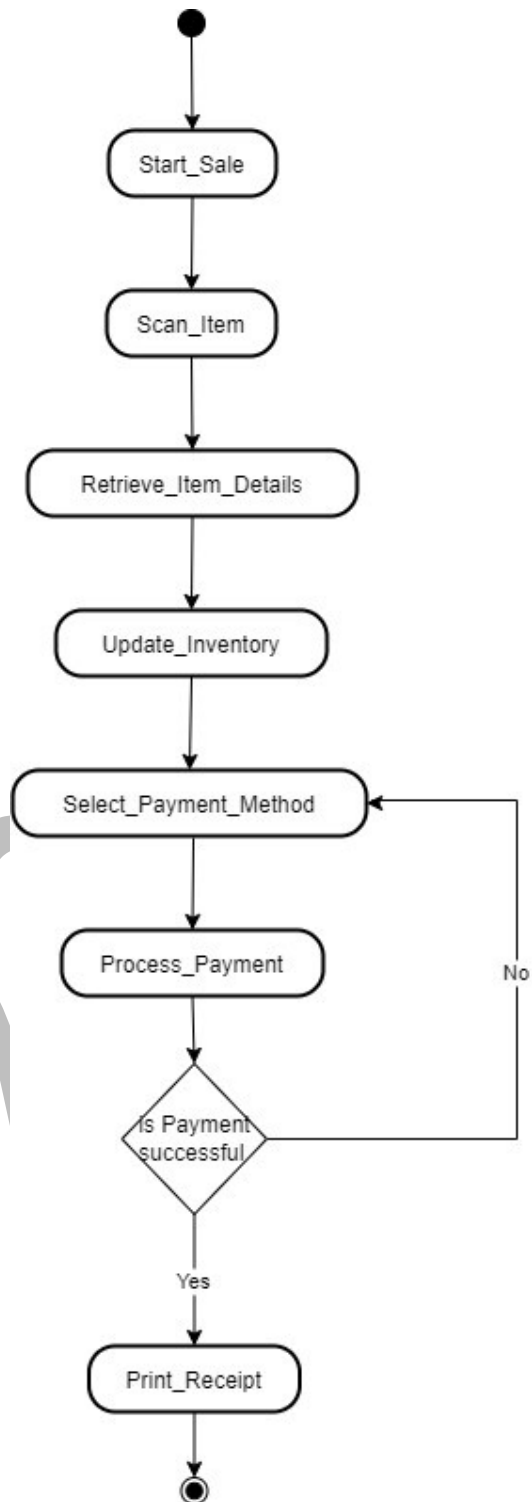 Start_Sale
Scan_Item
Retrieve_Item_Details
Update_Inventory
Select_Payment_Method
Process_Payment
No
is Payment
successful
Yes
Print_Receipt